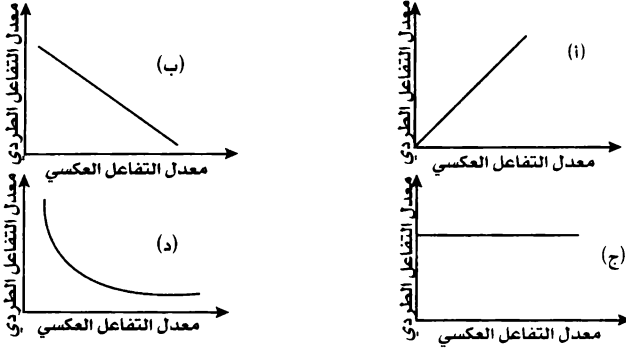 معدل التفاعل الطردي
(أ)
معدل التفاعل العكسي
معدل التفاعل الطردي
(ب)
معدل التفاعل العكسي
معدل التفاعل الطردي
(ج)
معدل التفاعل العكسي
معدل التفاعل الطردي
(د)
معدل التفاعل العكسي